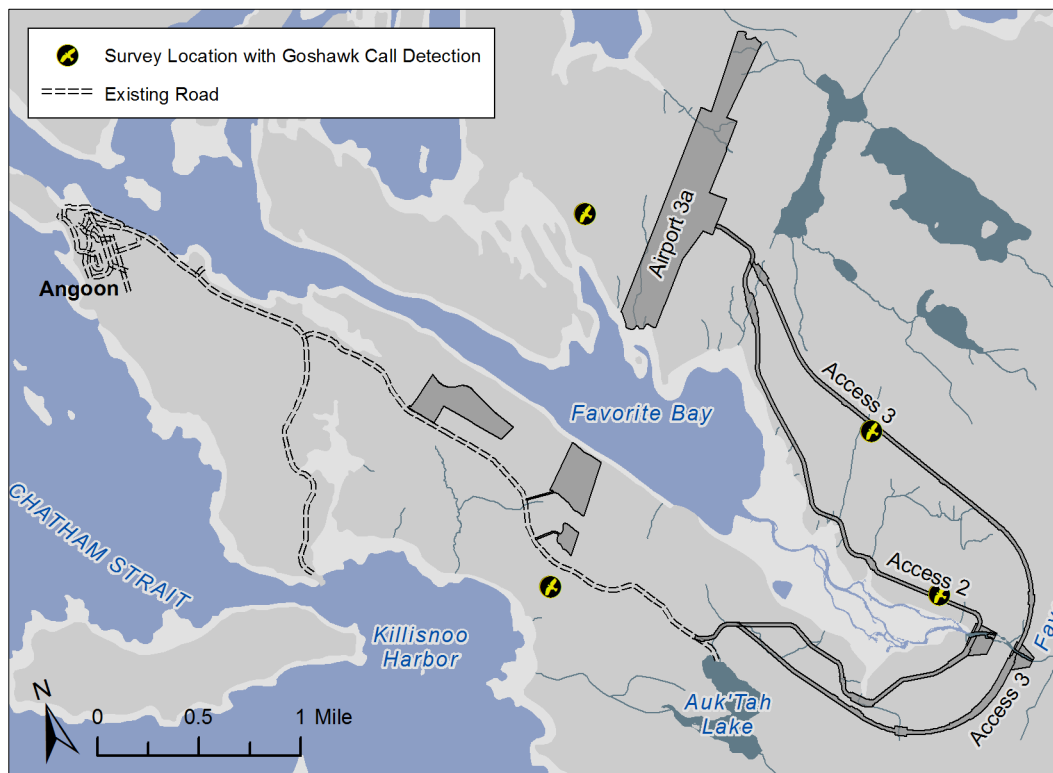 Survey Location with Goshawk Call Detection
Existing Road
Airport 3a
Angoon
Access 3
Favorite Bay
CHATHAM STRAIT
Access 2
Killisnoo
Harbor
Fav
Access 3
Auk'Tah
Lake
N
0 0.5 1 Mile